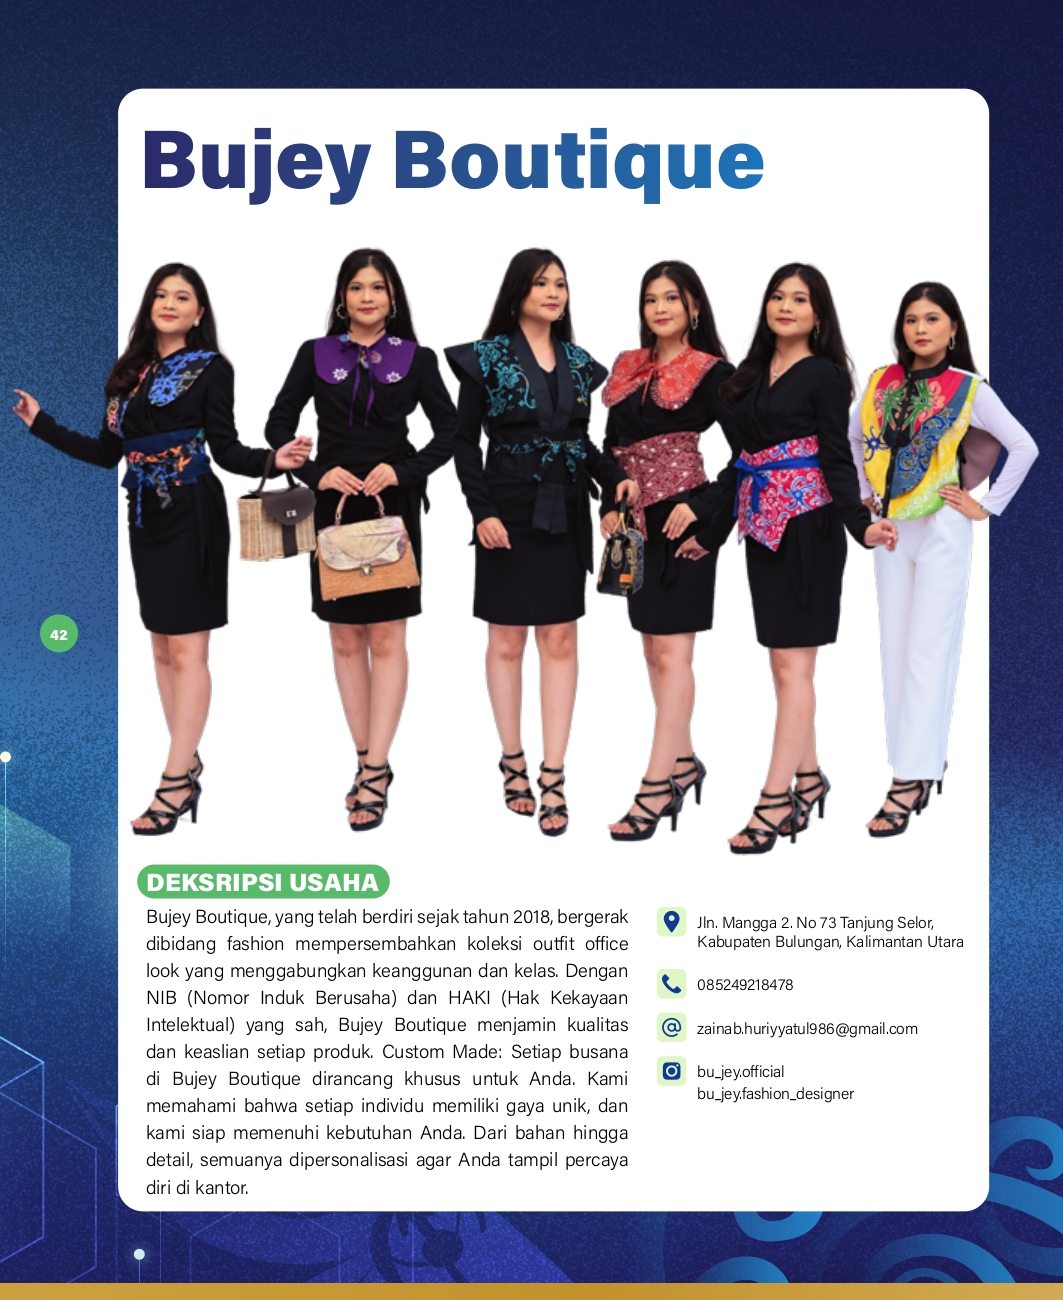 Bujey Boutique
42
DEKSRIPSI USAHA
Bujey Boutique, yang telah berdiri sejak tahun 2018, bergerak
dibidang fashion mempersembahkan koleksi outfit office
look yang menggabungkan keanggunan dan kelas. Dengan
NIB (Nomor Induk Berusaha) dan HAKI (Hak Kekayaan
Intelektual) yang sah, Bujey Boutique menjamin kualitas
dan keaslian setiap produk. Custom Made: Setiap busana
di Bujey Boutique dirancang khusus untuk Anda. Kami
memahami bahwa setiap individu memiliki gaya unik, dan
kami siap memenuhi kebutuhan Anda. Dari bahan hingga
detail, semuanya dipersonalisasi agar Anda tampil percaya
diri di kantor.
Jln. Mangga 2. No 73 Tanjung Selor,
Kabupaten Bulungan, Kalimantan Utara
085249218478
zainab.huriyyatul986@gmail.com
bu_jey.official
bu_jey.fashion_designer